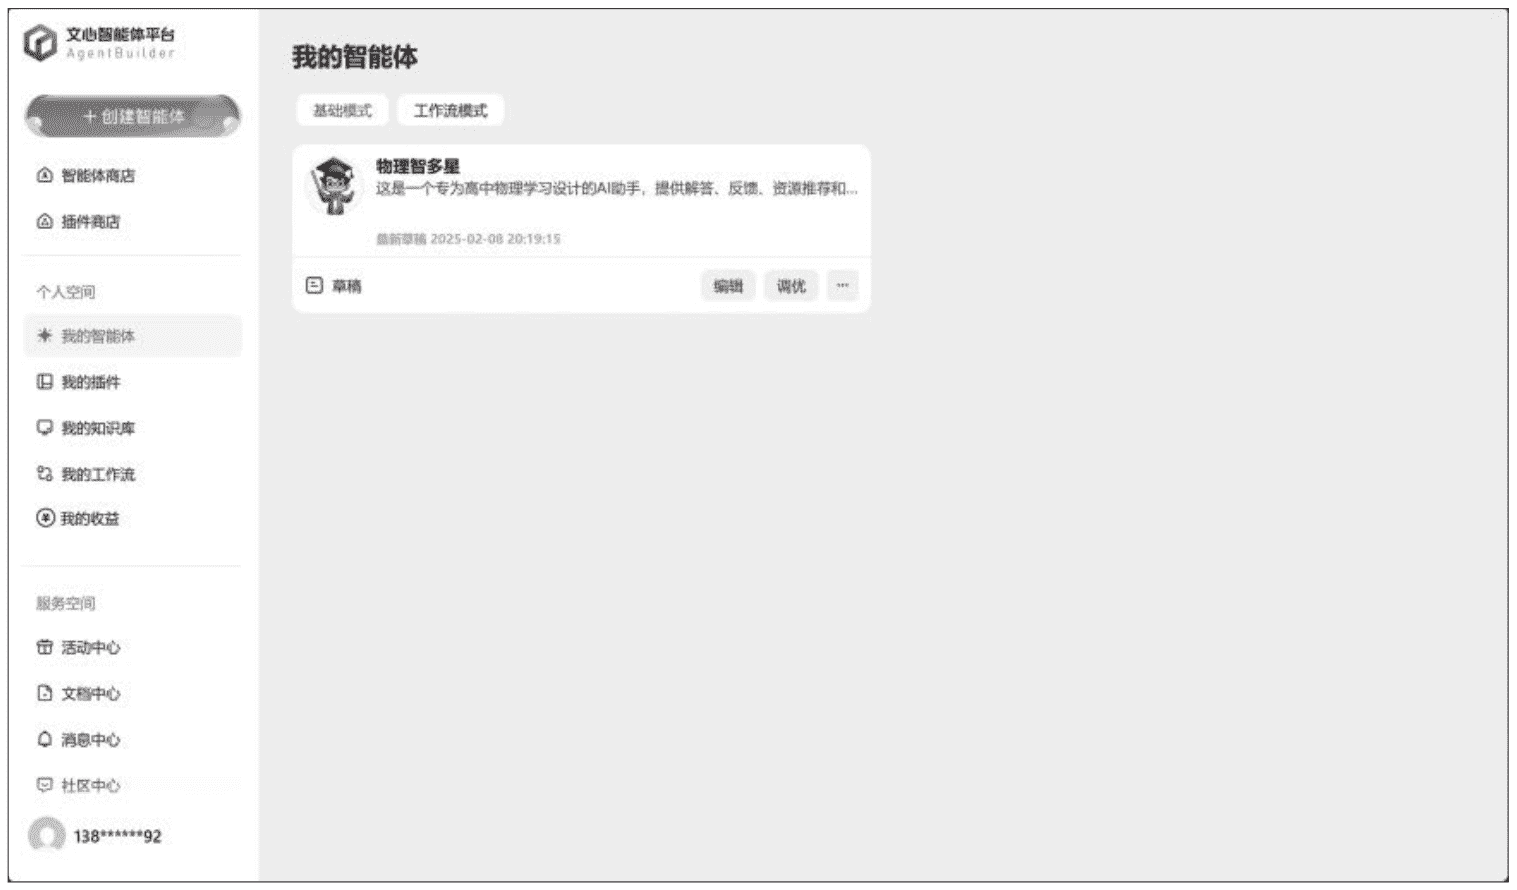 文心智能体平台
AgentBuilder
+ 创建智能体
智能体商店
插件商店
个人空间
我的智能体
我的插件
我的知识库
我的工作流
我的收益
服务空间
活动中心
文档中心
消息中心
社区中心
138******92
我的智能体
基础模式 工作流模式
物理智多星
这是一个专为高中物理学习设计的AI助手，提供解答、反馈、资源推荐和...
最新草稿 2025-02-08 20:19:15
草稿 编辑 调优 ...